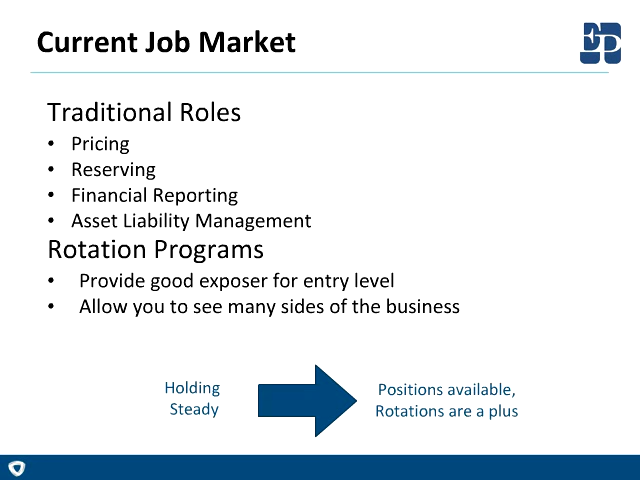 Current Job Market
Traditional Roles
• Pricing
• Reserving
• Financial Reporting
• Asset Liability Management
Rotation Programs
• Provide good exposer for entry level
• Allow you to see many sides of the business
Holding
Steady
Positions available,
Rotations are a plus